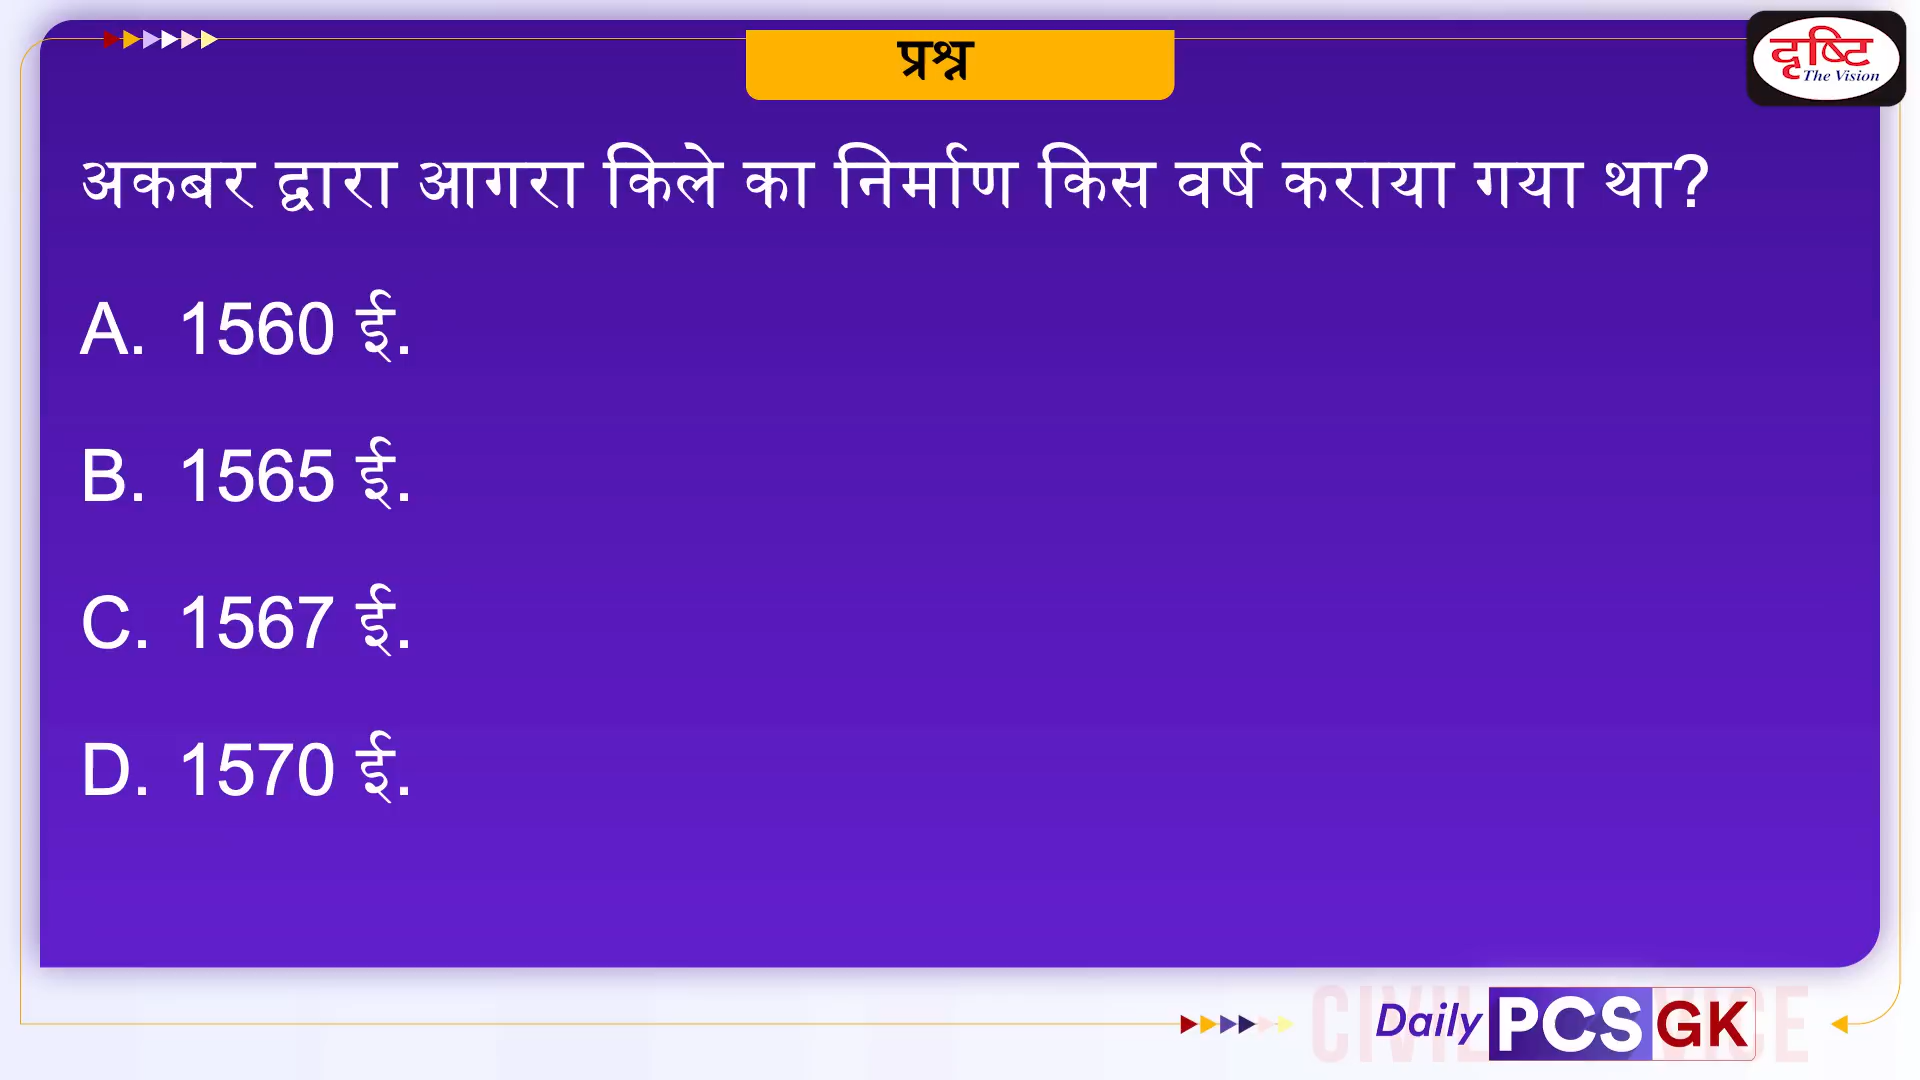 प्रश्न
दृष्टि
The Vision
अकबर द्वारा आगरा किले का निर्माण किस वर्ष कराया गया था?
A. 1560 ई.
B. 1565 ई.
C. 1567 ई.
D. 1570 ई.
Daily PCS GK